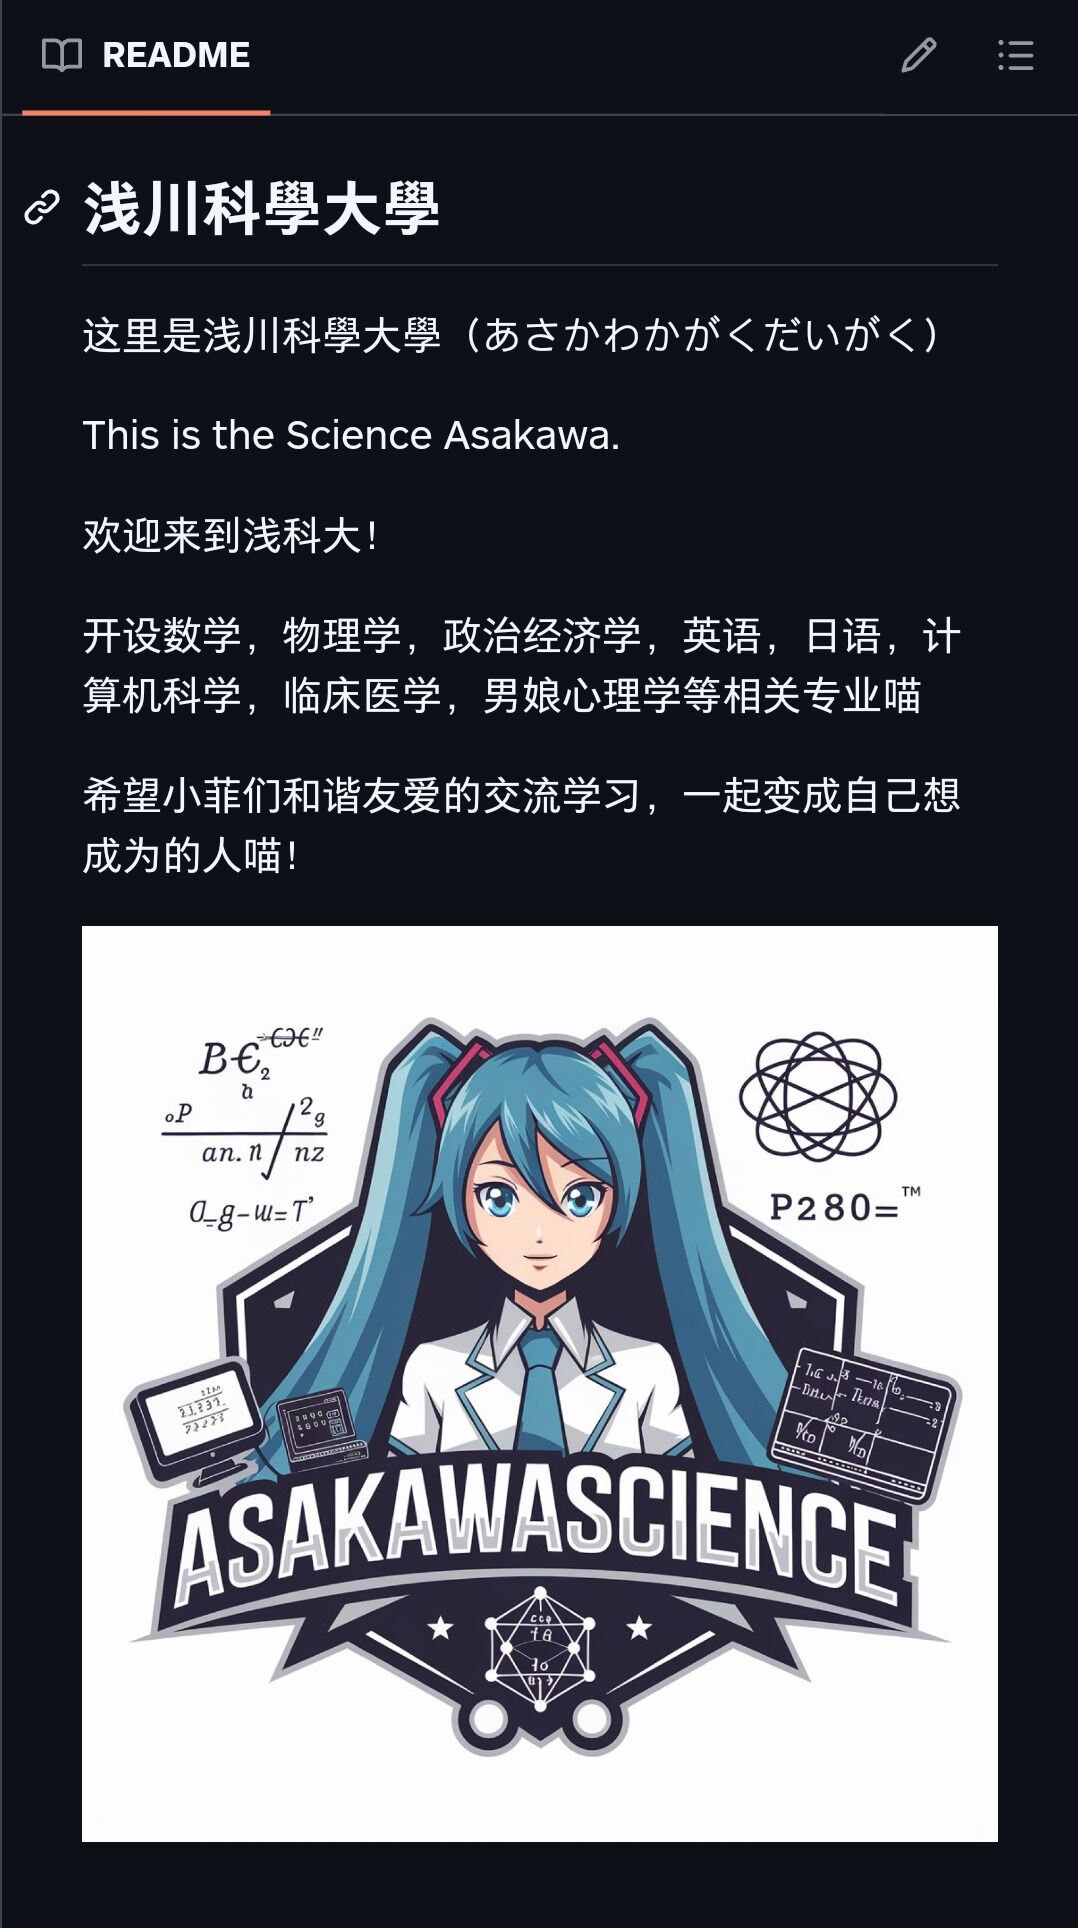 README
浅川科學大學
这里是浅川科學大學（あさかわかがくだいがく）
This is the Science Asakawa.
欢迎来到浅科大！
开设数学，物理学，政治经济学，英语，日语，计
算机科学，临床医学，男娘心理学等相关专业喵
希望小菲们和谐友爱的交流学习，一起变成自己想
成为的人喵！
P280=™
ASAKAWASCIENCE